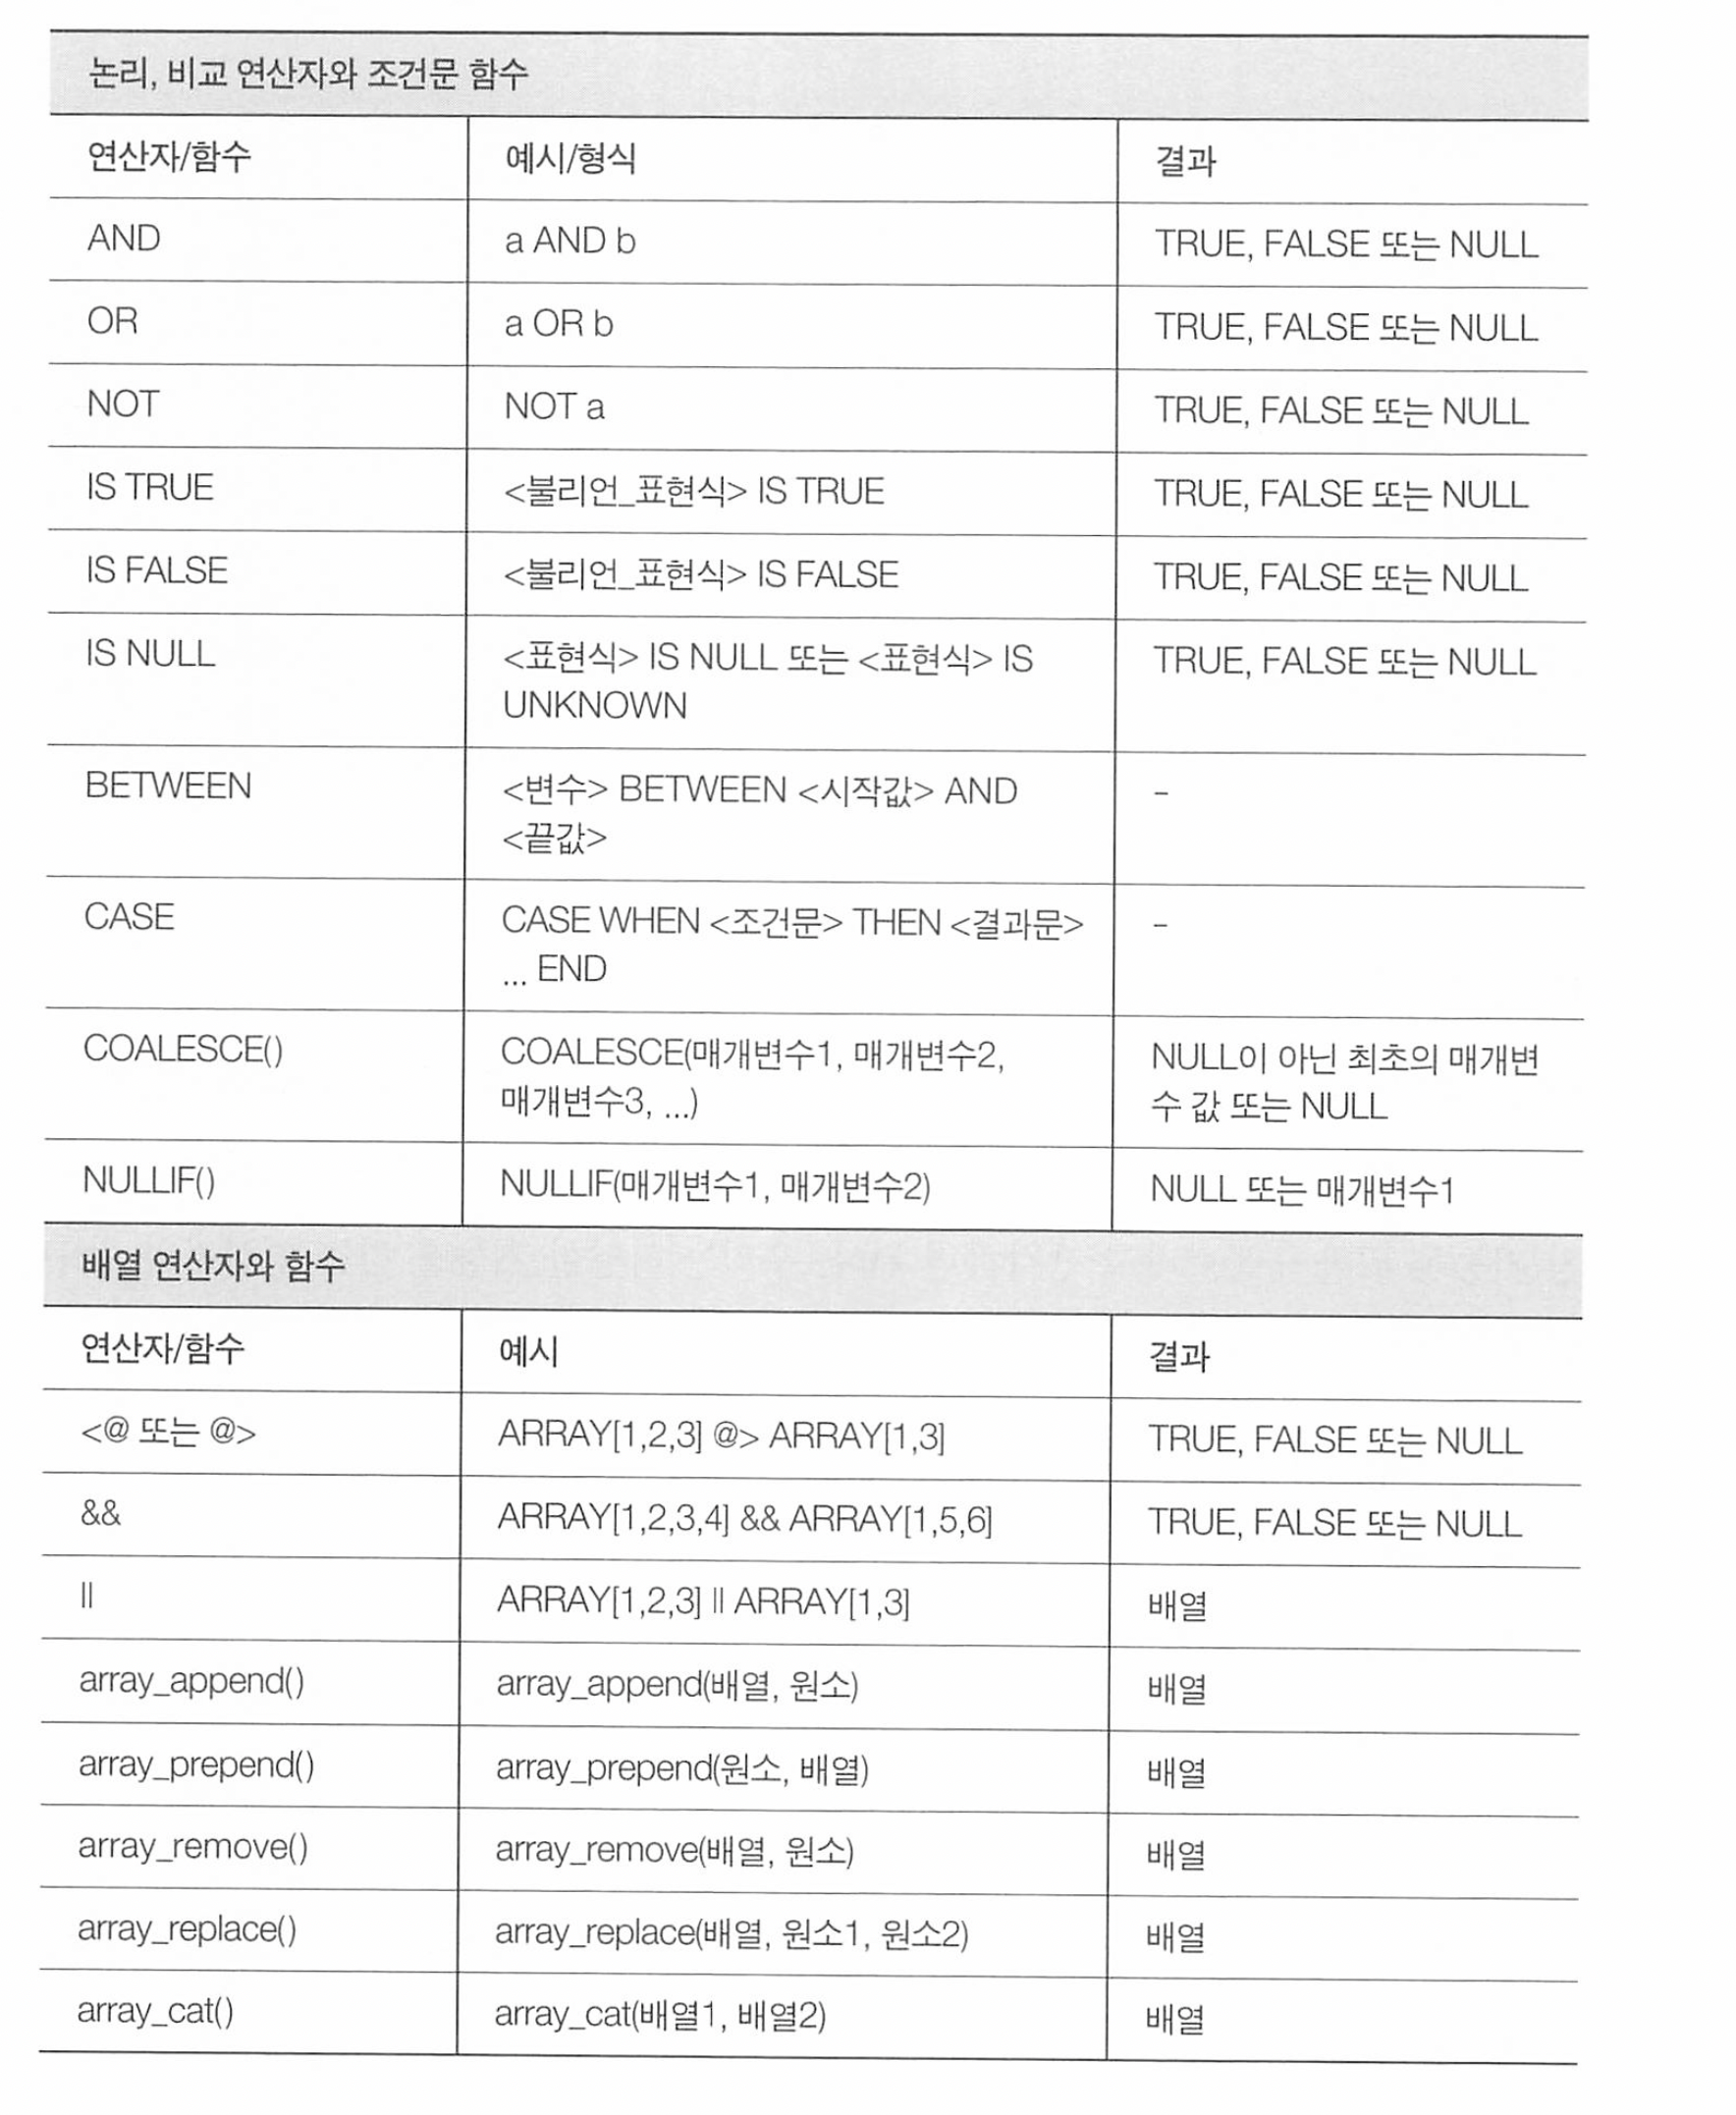 논리, 비교 연산자와 조건문 함수
연산자/함수 예시/형식 결과
AND a AND b TRUE, FALSE 또는 NULL
OR a OR b TRUE, FALSE 또는 NULL
NOT NOT a TRUE, FALSE 또는 NULL
IS TRUE <불리언_표현식> IS TRUE TRUE, FALSE 또는 NULL
IS FALSE <불리언_표현식> IS FALSE TRUE, FALSE 또는 NULL
IS NULL <표현식> IS NULL 또는 <표현식> IS TRUE, FALSE 또는 NULL
UNKNOWN
BETWEEN <변수> BETWEEN <시작값> AND –
<끝값>
CASE CASE WHEN <조건문> THEN <결과문> –
... END
COALESCE() COALESCE(매개변수1, 매개변수2, NULL이 아닌 최초의 매개변
매개변수3, ...) 수 값 또는 NULL
NULLIF() NULLIF(매개변수1, 매개변수2) NULL 또는 매개변수1
배열 연산자와 함수
연산자/함수 예시 결과
<@ 또는 @> ARRAY[1,2,3] @> ARRAY[1,3] TRUE, FALSE 또는 NULL
&& ARRAY[1,2,3,4] && ARRAY[1,5,6] TRUE, FALSE 또는 NULL
|| ARRAY[1,2,3] || ARRAY[1,3] 배열
array_append() array_append(배열, 원소) 배열
array_prepend() array_prepend(원소, 배열) 배열
array_remove() array_remove(배열, 원소) 배열
array_replace() array_replace(배열, 원소1, 원소2) 배열
array_cat() array_cat(배열1, 배열2) 배열